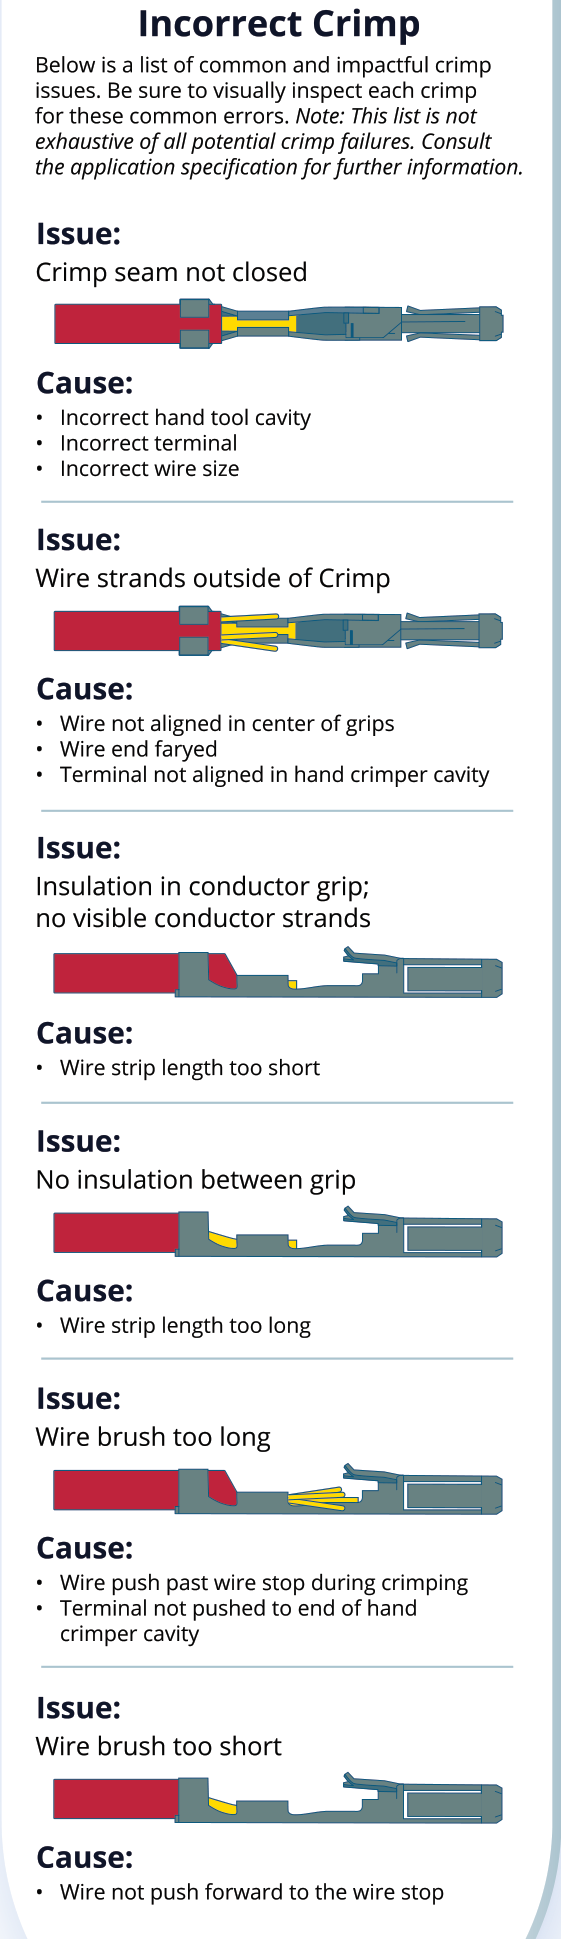 Incorrect Crimp
Below is a list of common and impactful crimp
issues. Be sure to visually inspect each crimp
for these common errors. Note: This list is not
exhaustive of all potential crimp failures. Consult
the application specification for further information.
Issue:
Crimp seam not closed
Cause:
• Incorrect hand tool cavity
• Incorrect terminal
• Incorrect wire size
Issue:
Wire strands outside of Crimp
Cause:
• Wire not aligned in center of grips
• Wire end faryed
• Terminal not aligned in hand crimper cavity
Issue:
Insulation in conductor grip;
no visible conductor strands
Cause:
• Wire strip length too short
Issue:
No insulation between grip
Cause:
• Wire strip length too long
Issue:
Wire brush too long
Cause:
• Wire push past wire stop during crimping
• Terminal not pushed to end of hand
crimper cavity
Issue:
Wire brush too short
Cause:
• Wire not push forward to the wire stop